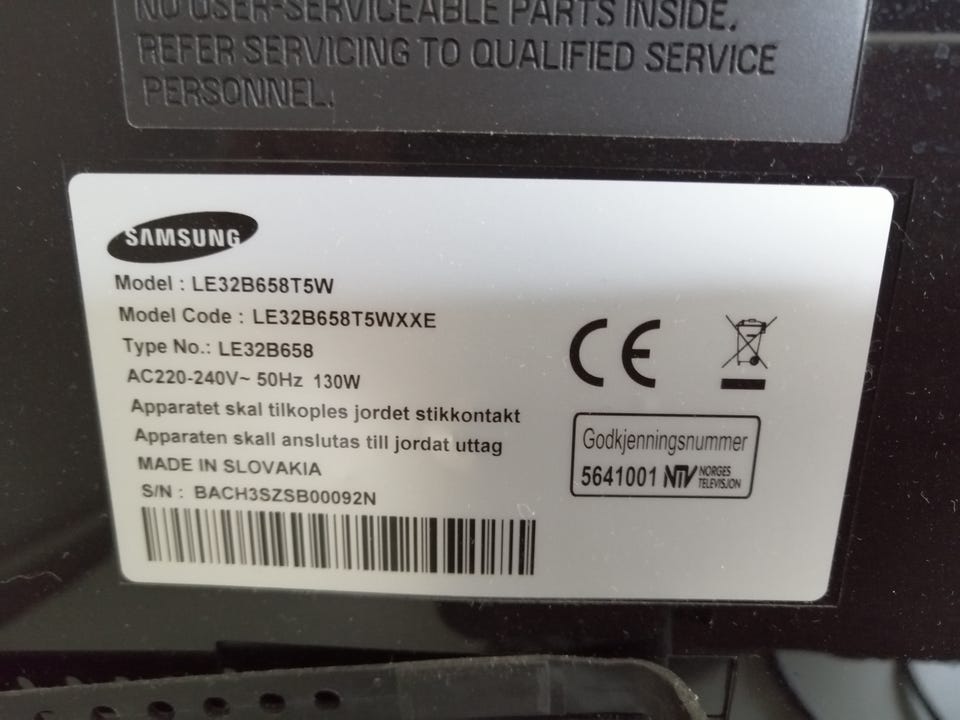 NO USER-SERVICEABLE PARTS INSIDE.
REFER SERVICING TO QUALIFIED SERVICE
PERSONNEL.
SAMSUNG
Model : LE32B658T5W
Model Code : LE32B658T5WXXE
Type No.: LE32B658
AC220-240V~ 50Hz 130W
Apparatet skal tilkoples jordet stikkontakt
Apparaten skall anslutas till jordat uttag
MADE IN SLOVAKIA
S/N : BACH3SZSB00092N
CE
Godkjenningsnummer
5641001 NTV NORGES
TELEVISJON